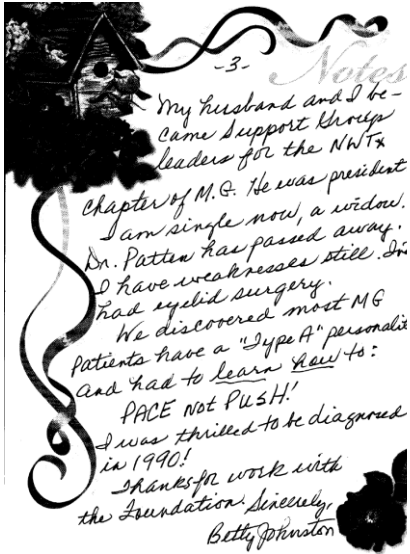 -3-
Notes
My husband and I be-
came Support Group
leaders for the NWTx
chapter of M.G. He was president
I am single now, a widow.
Dr. Patten has passed away.
I have weaknesses still.
had eyelid surgery.
We discovered most MG
Patients have a "Type A"
and had to learn how to:
PACE NOT PUSH!
I was thrilled to be diagnosed
in 1990!
Thanks for work with
the Foundation. Sincerely,
Betty Johnston